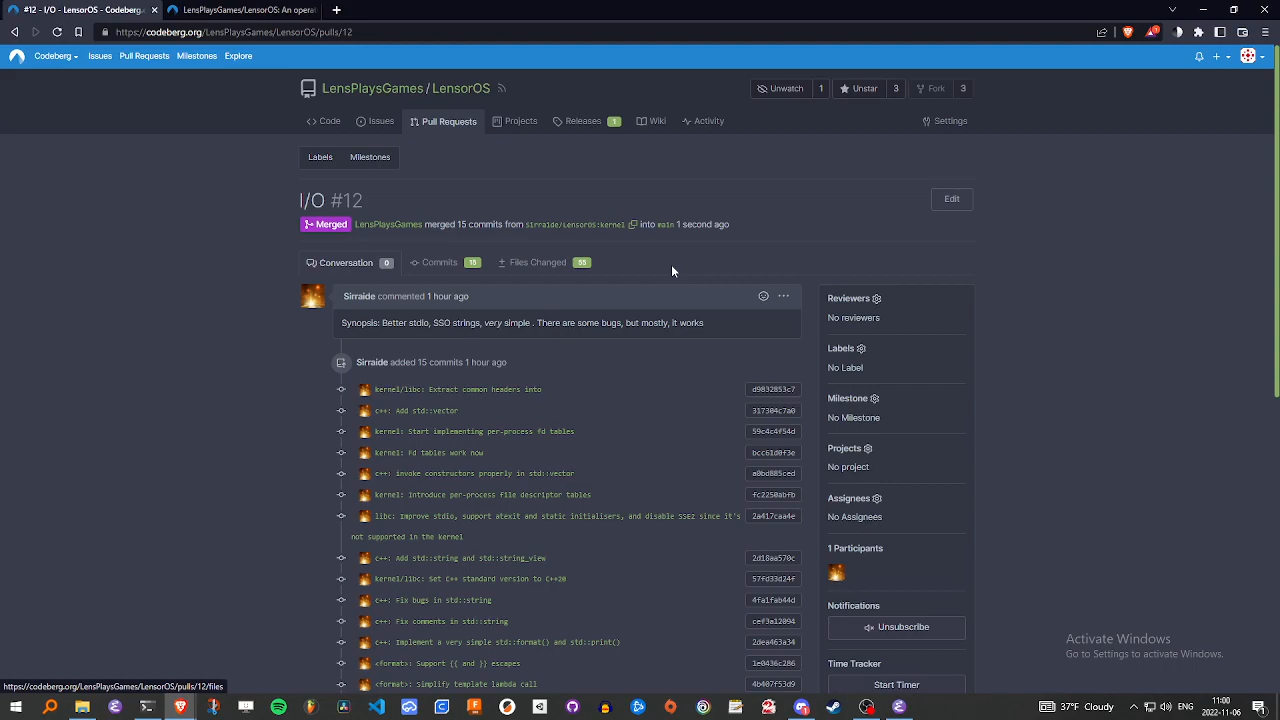 #12 - I/O - LensorOS - Codeberg.
LensPlaysGames/LensorOS: An operat
https://codeberg.org/LensPlaysGames/LensorOS/pulls/12
Codeberg Issues Pull Requests Milestones Explore
LensPlaysGames / LensorOS Unwatch 1 Unstar 3 Fork 3
Code Issues Pull Requests Projects Releases 1 Wiki Activity Settings
Labels Milestones
I/O #12 Edit
Merged LensPlaysGames merged 15 commits from Sirraide/LensorOS:kernel into main 1 second ago
Conversation 0 Commits 15 Files Changed 55
Sirraide commented 1 hour ago
Synopsis: Better stdio, SSO strings, very simple . There are some bugs, but mostly, it works
Sirraide added 15 commits 1 hour ago
kernel/libc: Extract common headers into d9832853c7
c++: Add std::vector 317304c7a0
kernel: Start implementing per-process fd tables 59c4c4f54d
kernel: Fd tables work now bcc61d0f3e
c++: invoke constructors properly in std::vector a0bd885ced
kernel: Introduce per-process file descriptor tables fc2250abfb
libc: Improve stdio, support atexit and static initialisers, and disable SSE2 since it's 2a417caa4e
not supported in the kernel
c++: Add std::string and std::string_view 2d18aa570c
kernel/libc: Set C++ standard version to C++20 57fd33d24f
c++: Fix bugs in std::string 4fa1fab44d
c++: Fix comments in std::string cef3a12094
c++: Implement a very simple std::format() and std::print() 2dea463a34
<format>: Support {{ and }} escapes 1e0436c286
<format>: Simplify template lambda call 4b407f53d9
Reviewers
No reviewers
Labels
No Label
Milestone
No Milestone
Projects
No project
Assignees
No Assignees
1 Participants
Notifications
Unsubscribe
Time Tracker
Start Timer
Activate Windows
Go to Settings to activate Windows.
https://codeberg.org/LensPlaysGames/LensorOS/pulls/12/files
37°F Cloudy
11:00
2022-11-06